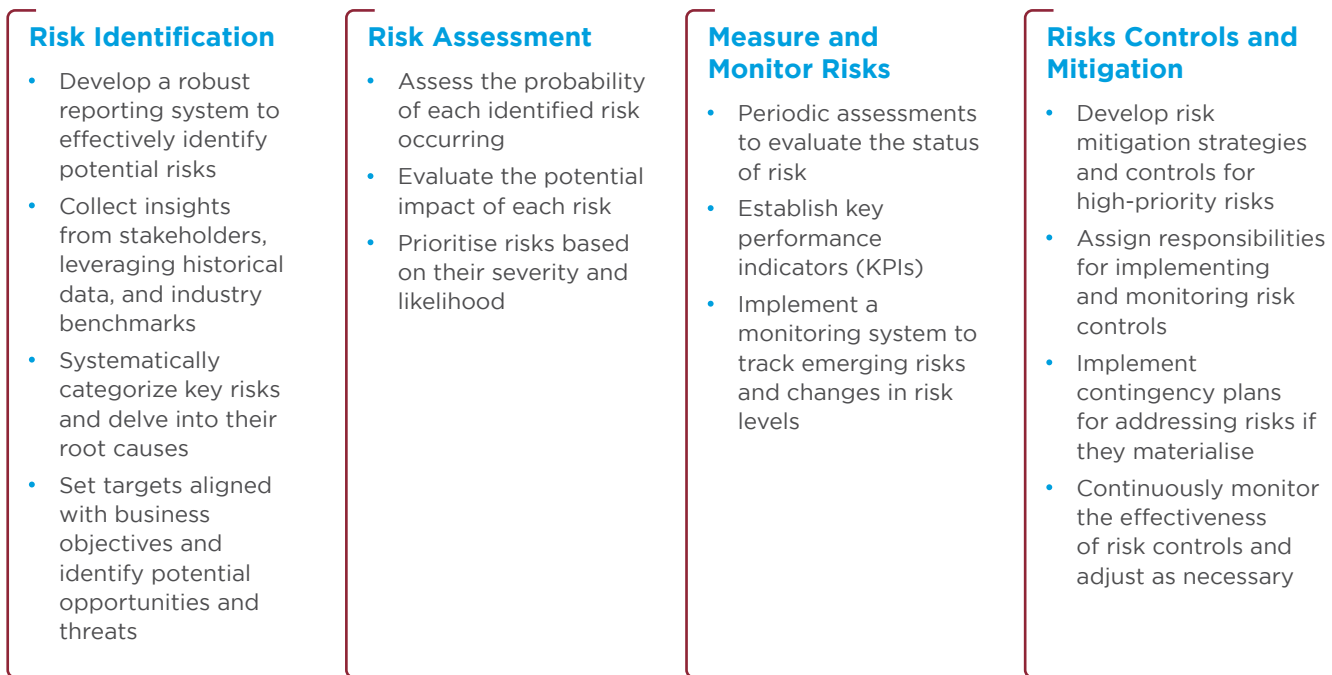 Risk Identification
• Develop a robust
reporting system to
effectively identify
potential risks
• Collect insights
from stakeholders,
leveraging historical
data, and industry
benchmarks
• Systematically
categorize key risks
and delve into their
root causes
• Set targets aligned
with business
objectives and
identify potential
opportunities and
threats
Risk Assessment
• Assess the probability
of each identified risk
occurring
• Evaluate the potential
impact of each risk
• Prioritise risks based
on their severity and
likelihood
Measure and
Monitor Risks
• Periodic assessments
to evaluate the status
of risk
• Establish key
performance
indicators (KPIs)
• Implement a
monitoring system to
track emerging risks
and changes in risk
levels
Risks Controls and
Mitigation
• Develop risk
mitigation strategies
and controls for
high-priority risks
• Assign responsibilities
for implementing
and monitoring risk
controls
• Implement
contingency plans
for addressing risks if
they materialise
• Continuously monitor
the effectiveness
of risk controls and
adjust as necessary